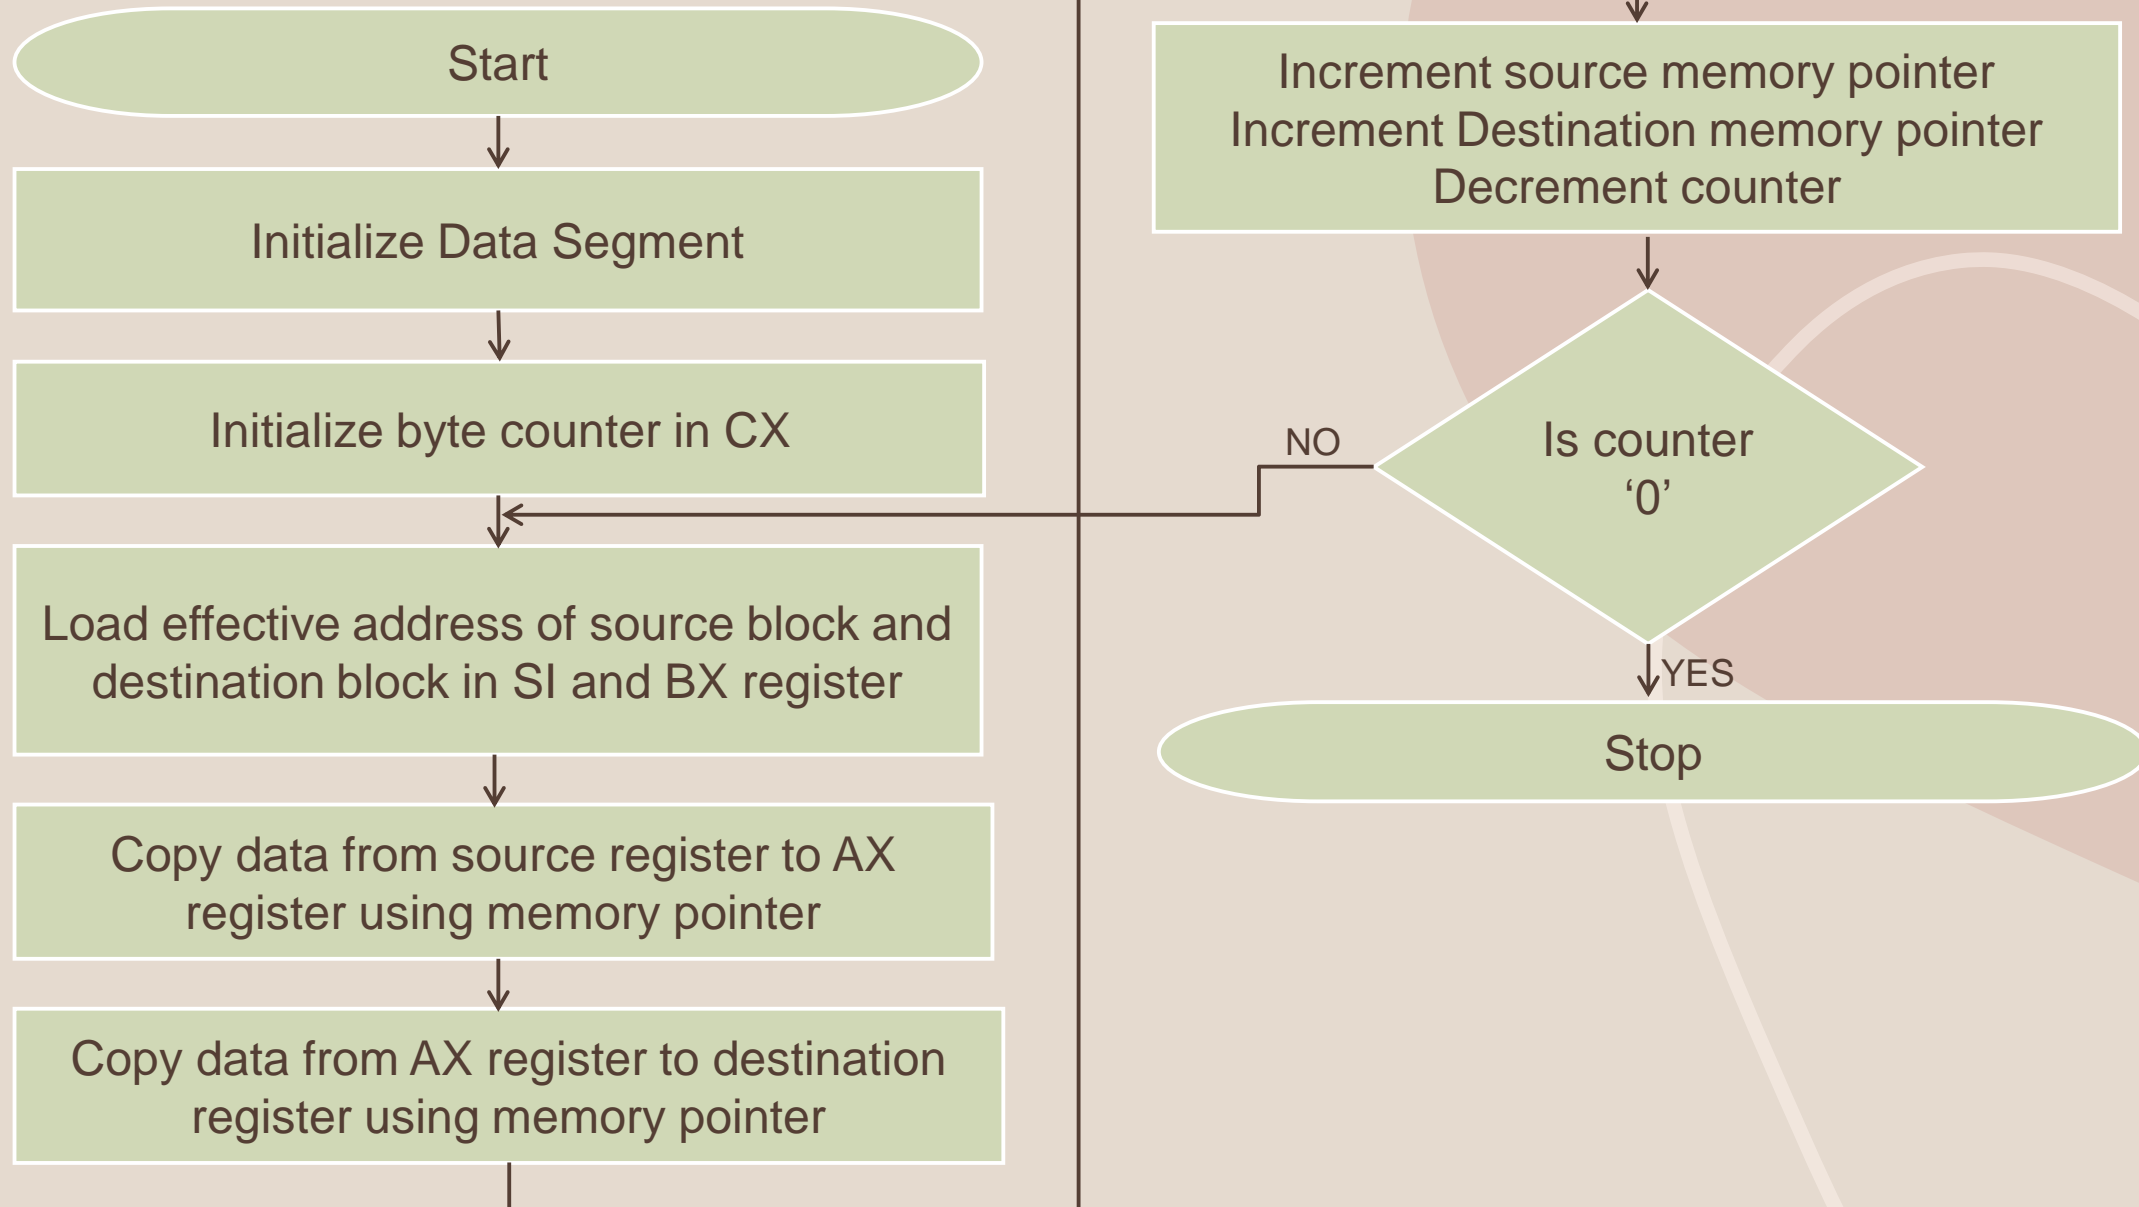 Start
Initialize Data Segment
Initialize byte counter in CX
Load effective address of source block and
destination block in SI and BX register
Copy data from source register to AX
register using memory pointer
Copy data from AX register to destination
register using memory pointer
Increment source memory pointer
Increment Destination memory pointer
Decrement counter
Is counter
‘0’
NO
YES
Stop